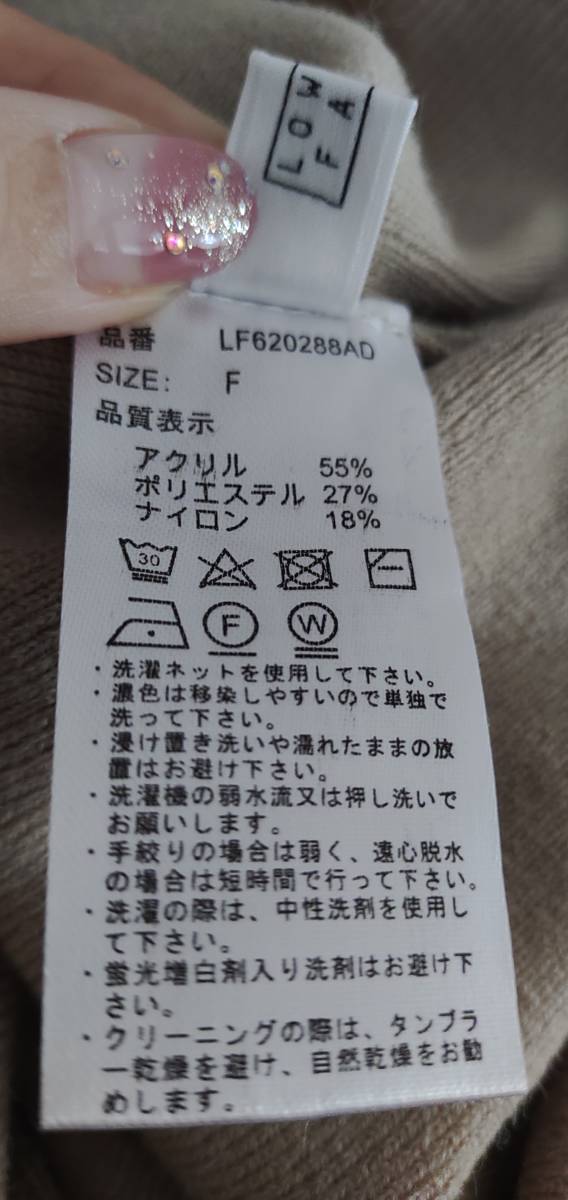 LOW
FA
品番 LF620288AD
SIZE: F
品質表示
アクリル 55%
ポリエステル 27%
ナイロン 18%
30
F W
・洗濯ネットを使用して下さい。
・濃色は移染しやすいので単独で
洗って下さい。
・浸け置き洗いや濡れたままの放
置はお避け下さい。
・洗濯機の弱水流又は押し洗いで
お願いします。
・手絞りの場合は弱く、遠心脱水
の場合は短時間で行って下さい。
・洗濯の際は、中性洗剤を使用し
て下さい。
・蛍光増白剤入り洗剤はお避け下
さい。
・クリーニングの際は、タンブラ
ー乾燥を避け、自然乾燥をお勧
めします。